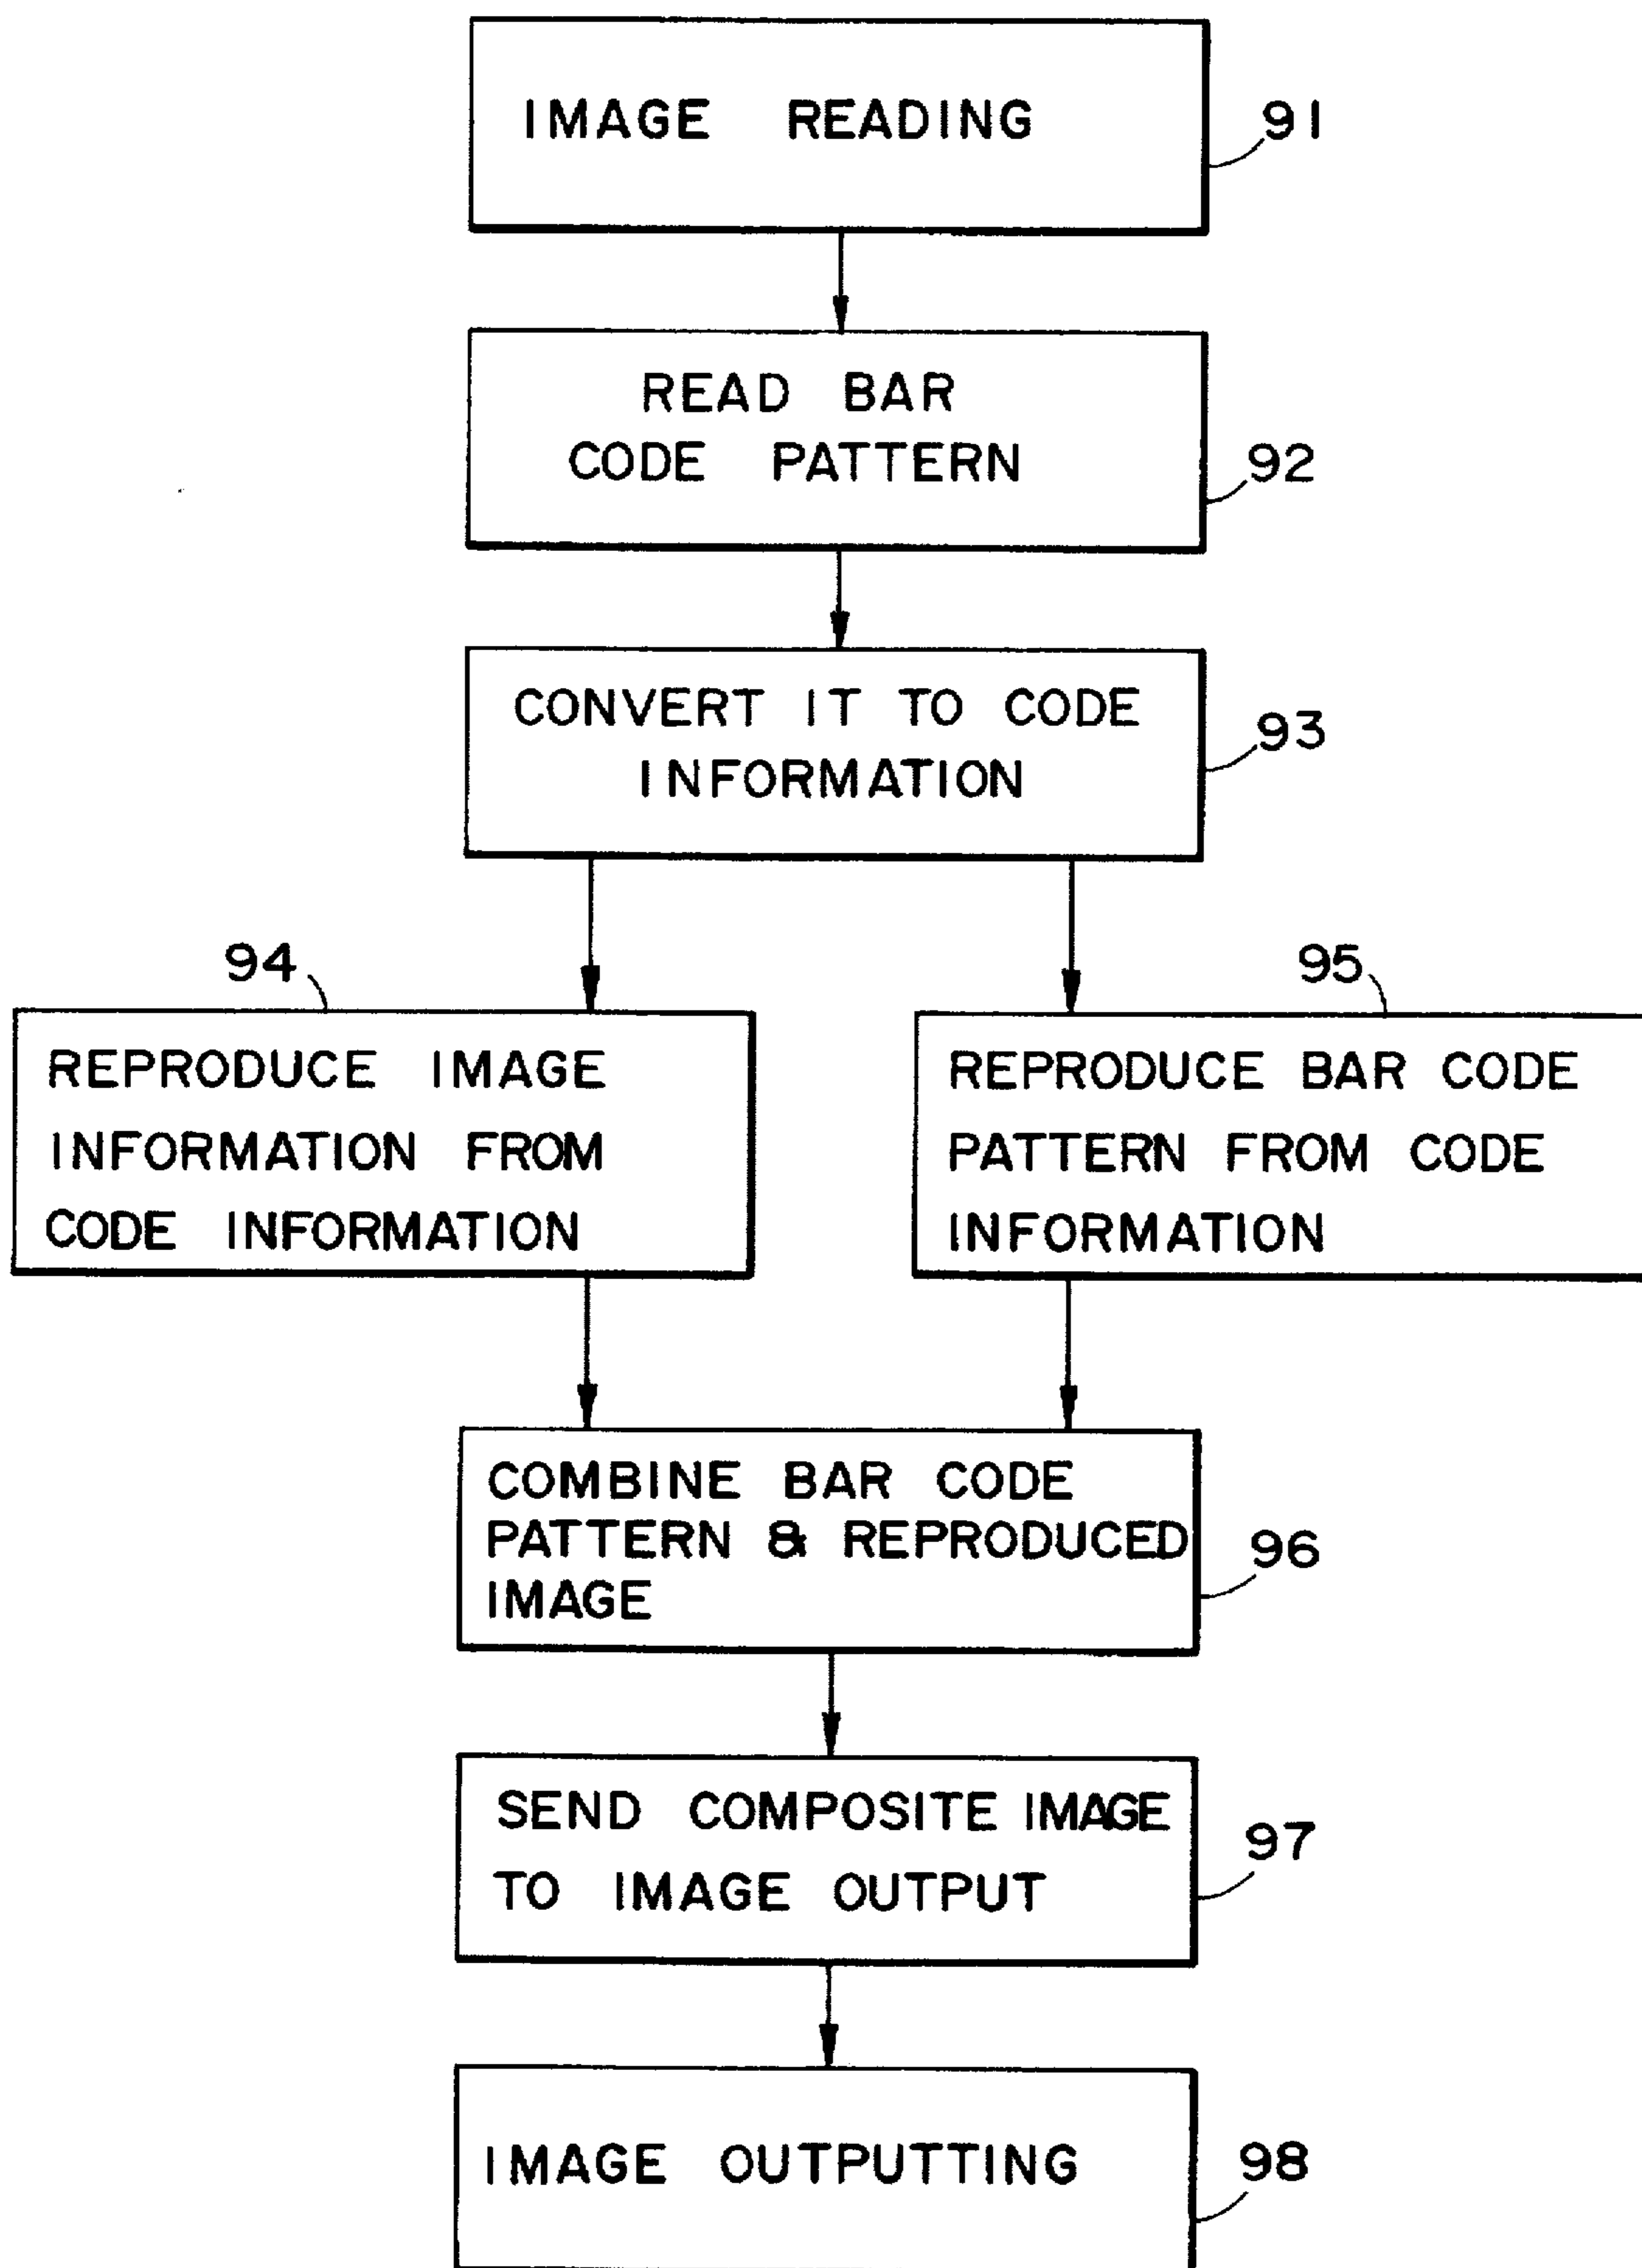 IMAGE READING
91
READ BAR
CODE PATTERN
92
CONVERT IT TO CODE
INFORMATION
93
94
REPRODUCE IMAGE
INFORMATION FROM
CODE INFORMATION
95
REPRODUCE BAR CODE
PATTERN FROM CODE
INFORMATION
COMBINE BAR CODE
PATTERN & REPRODUCED
IMAGE
96
SEND COMPOSITE IMAGE
TO IMAGE OUTPUT
97
IMAGE OUTPUTTING
98